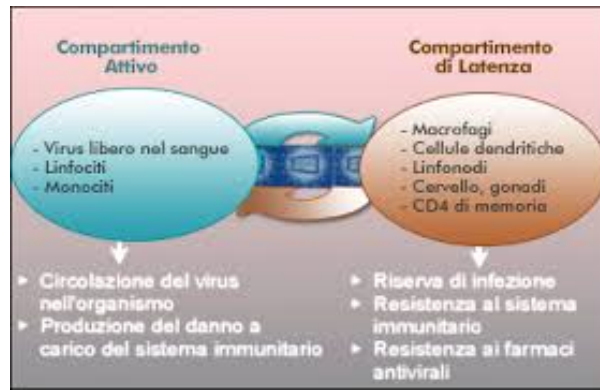 Compartimento
Attivo
- Virus libero nel sangue
- Linfociti
- Monociti
► Circolazione del virus
nell'organismo
► Produzione del danno a
carico del sistema immunitario
Compartimento
di Latenza
- Macrofagi
- Cellule dendritiche
- Linfonodi
- Cervello, gonadi
- CD4 di memoria
► Riserva di infezione
► Resistenza al sistema
immunitario
► Resistenza ai farmaci
antivirali